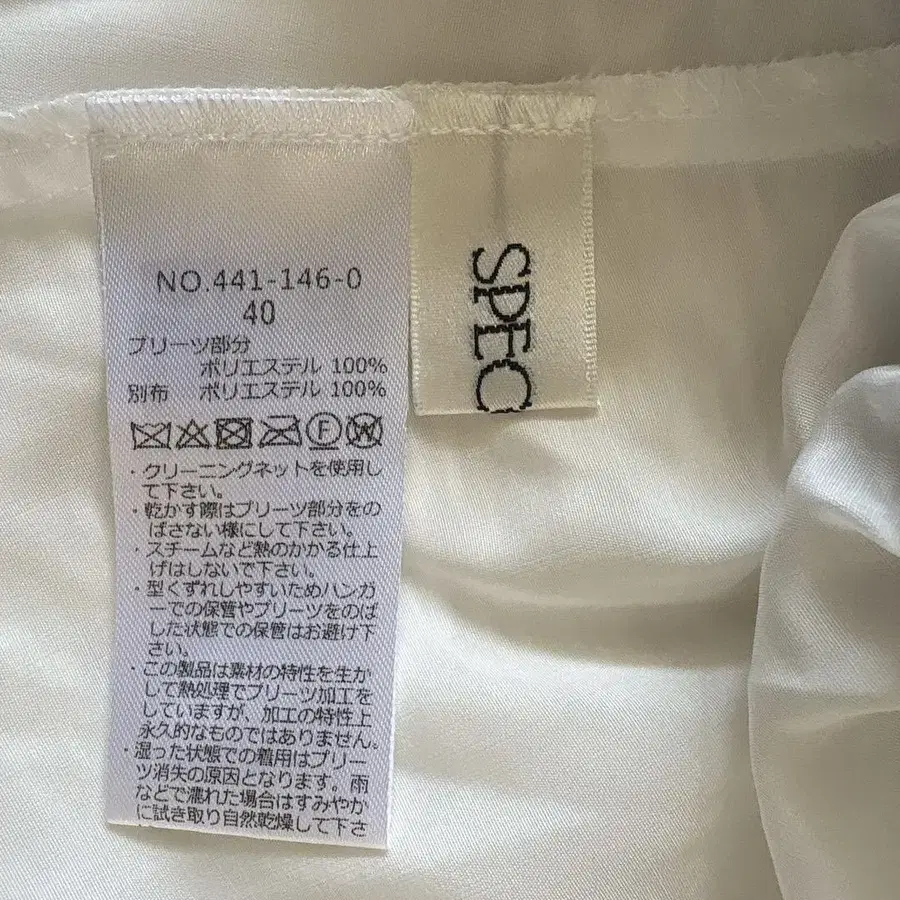 NO.441-146-0
40
プリーツ部分
ポリエステル 100%
別布 ポリエステル 100%
・クリーニングネットを使用し
て下さい。
・乾かす際はプリーツ部分をの
ばさない様にして下さい。
・スチームなど熱のかかる仕上
げはしないで下さい。
・型くずれしやすいためハンガ
ーでの保管やプリーツをのば
した状態での保管はお避け下
さい。
・この製品は素材の特性を生か
して熱処理でプリーツ加工を
していますが、加工の特性上
永久的なものではありません。
・湿った状態での着用はプリー
ツ消失の原因となります。雨
などで濡れた場合はすみやか
に拭き取り自然乾燥して下さ
SPEC